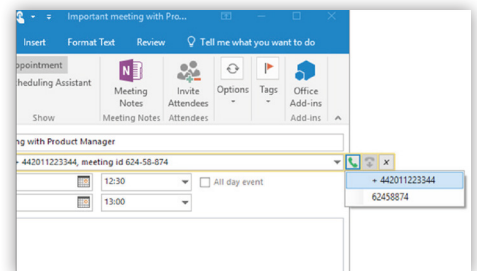 Important meeting with Pro...
Insert Format Text Review Tell me what you want to do
ppointment
cheduling Assistant
Meeting Notes
Invite Attendees
Options
Tags
Office Add-ins
Show Meeting Notes Attendees Add-ins
ng with Product Manager
+ 442011223344, meeting id 624-58-874
x
+ 442011223344
12:30 All day event
62458874
13:00